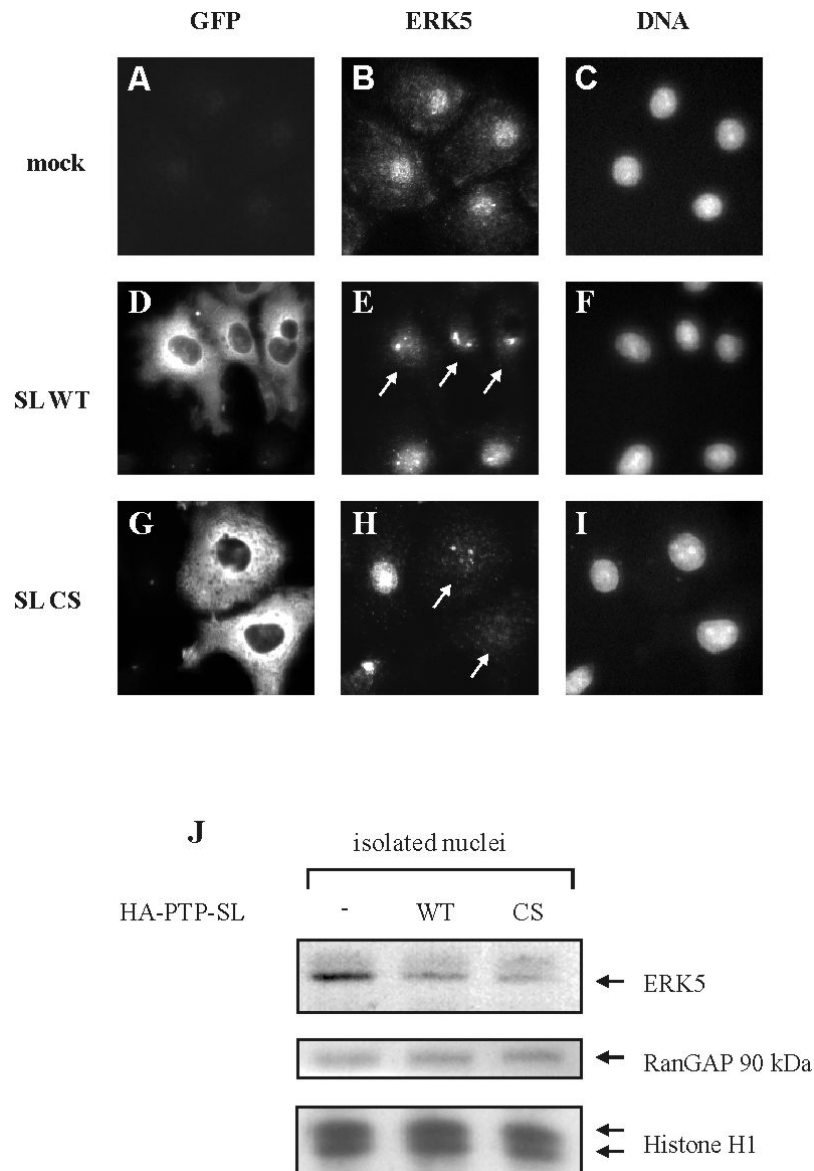 GFP ERK5 DNA
mock A B C
SL WT D E F
SL CS G H I
J
isolated nuclei
HA-PTP-SL - WT CS
ERK5
RanGAP 90 kDa
Histone H1